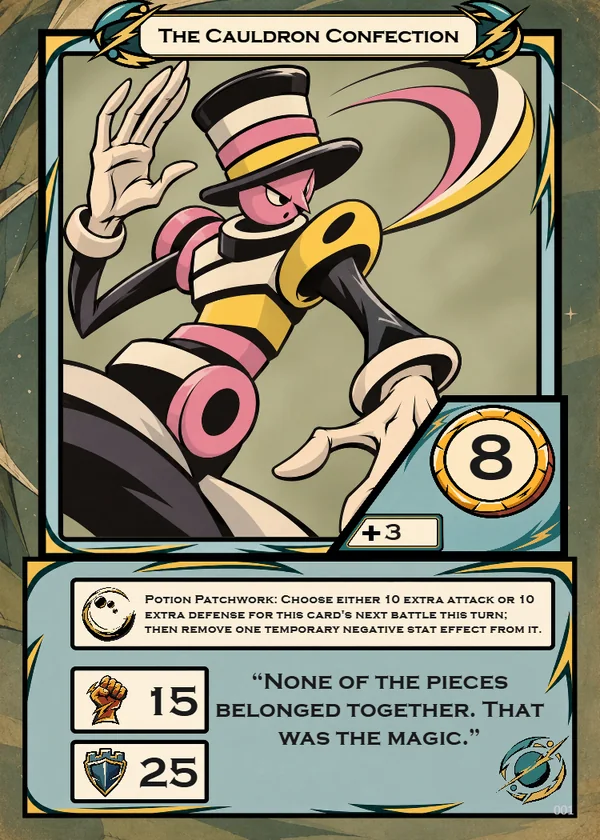 The Cauldron Confection
8
+3
Potion Patchwork: Choose either 10 extra attack or 10
extra defense for this card's next battle this turn;
then remove one temporary negative stat effect from it.
15
25
“None of the pieces
belonged together. That
was the magic.”
001